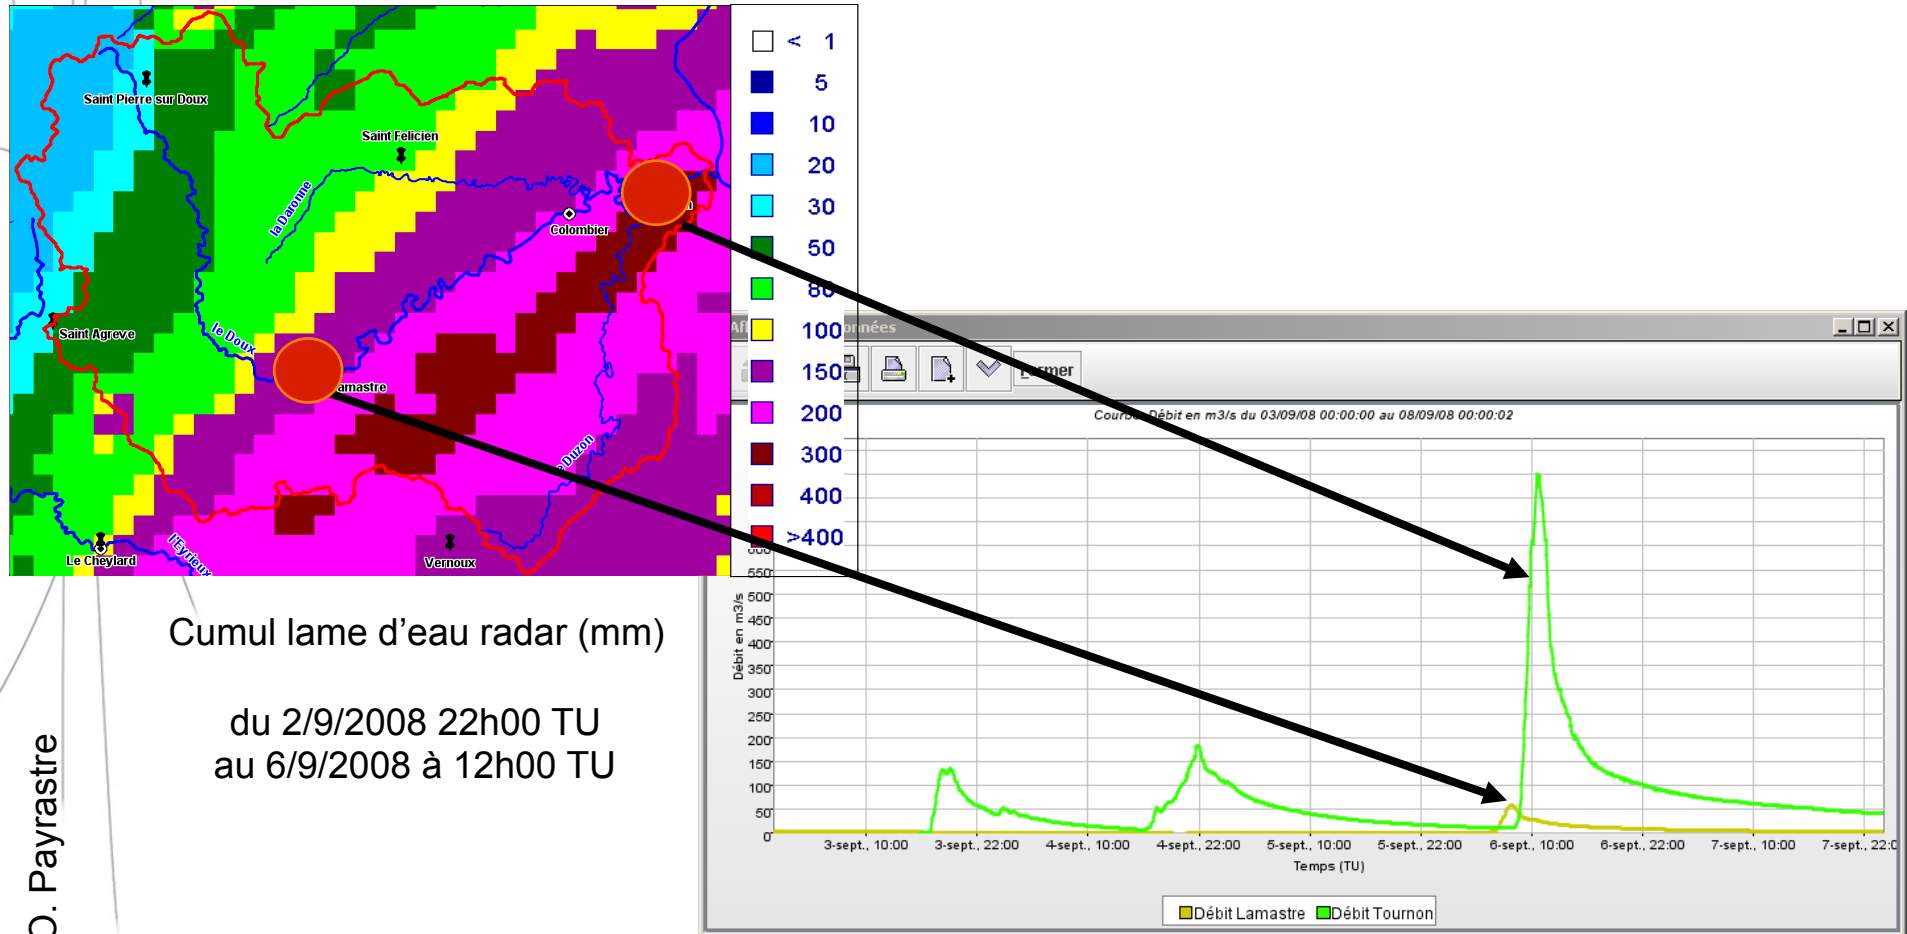 Saint Pierre sur Doux
Saint Felicien
la Daronne
Colombier
Saint Agreve
le Doux
amastre
Duzon
Le Cheylard
l'Eyrieux
Vernoux
< 1
5
10
20
30
50
80
100
150
200
300
400
>400
Cumul lame d'eau radar (mm)
du 2/9/2008 22h00 TU
au 6/9/2008 à 12h00 TU
O. Payrastre
Débit en m3/s du 03/09/08 00:00:00 au 08/09/08 00:00:02
Débit en m3/s
550
500
450
400
350
300
250
200
150
100
50
0
3-sept., 10:00 3-sept., 22:00 4-sept., 10:00 4-sept., 22:00 5-sept., 10:00 5-sept., 22:00 6-sept., 10:00 6-sept., 22:00 7-sept., 10:00 7-sept., 22:0
Temps (TU)
Débit Lamastre Débit Tournon